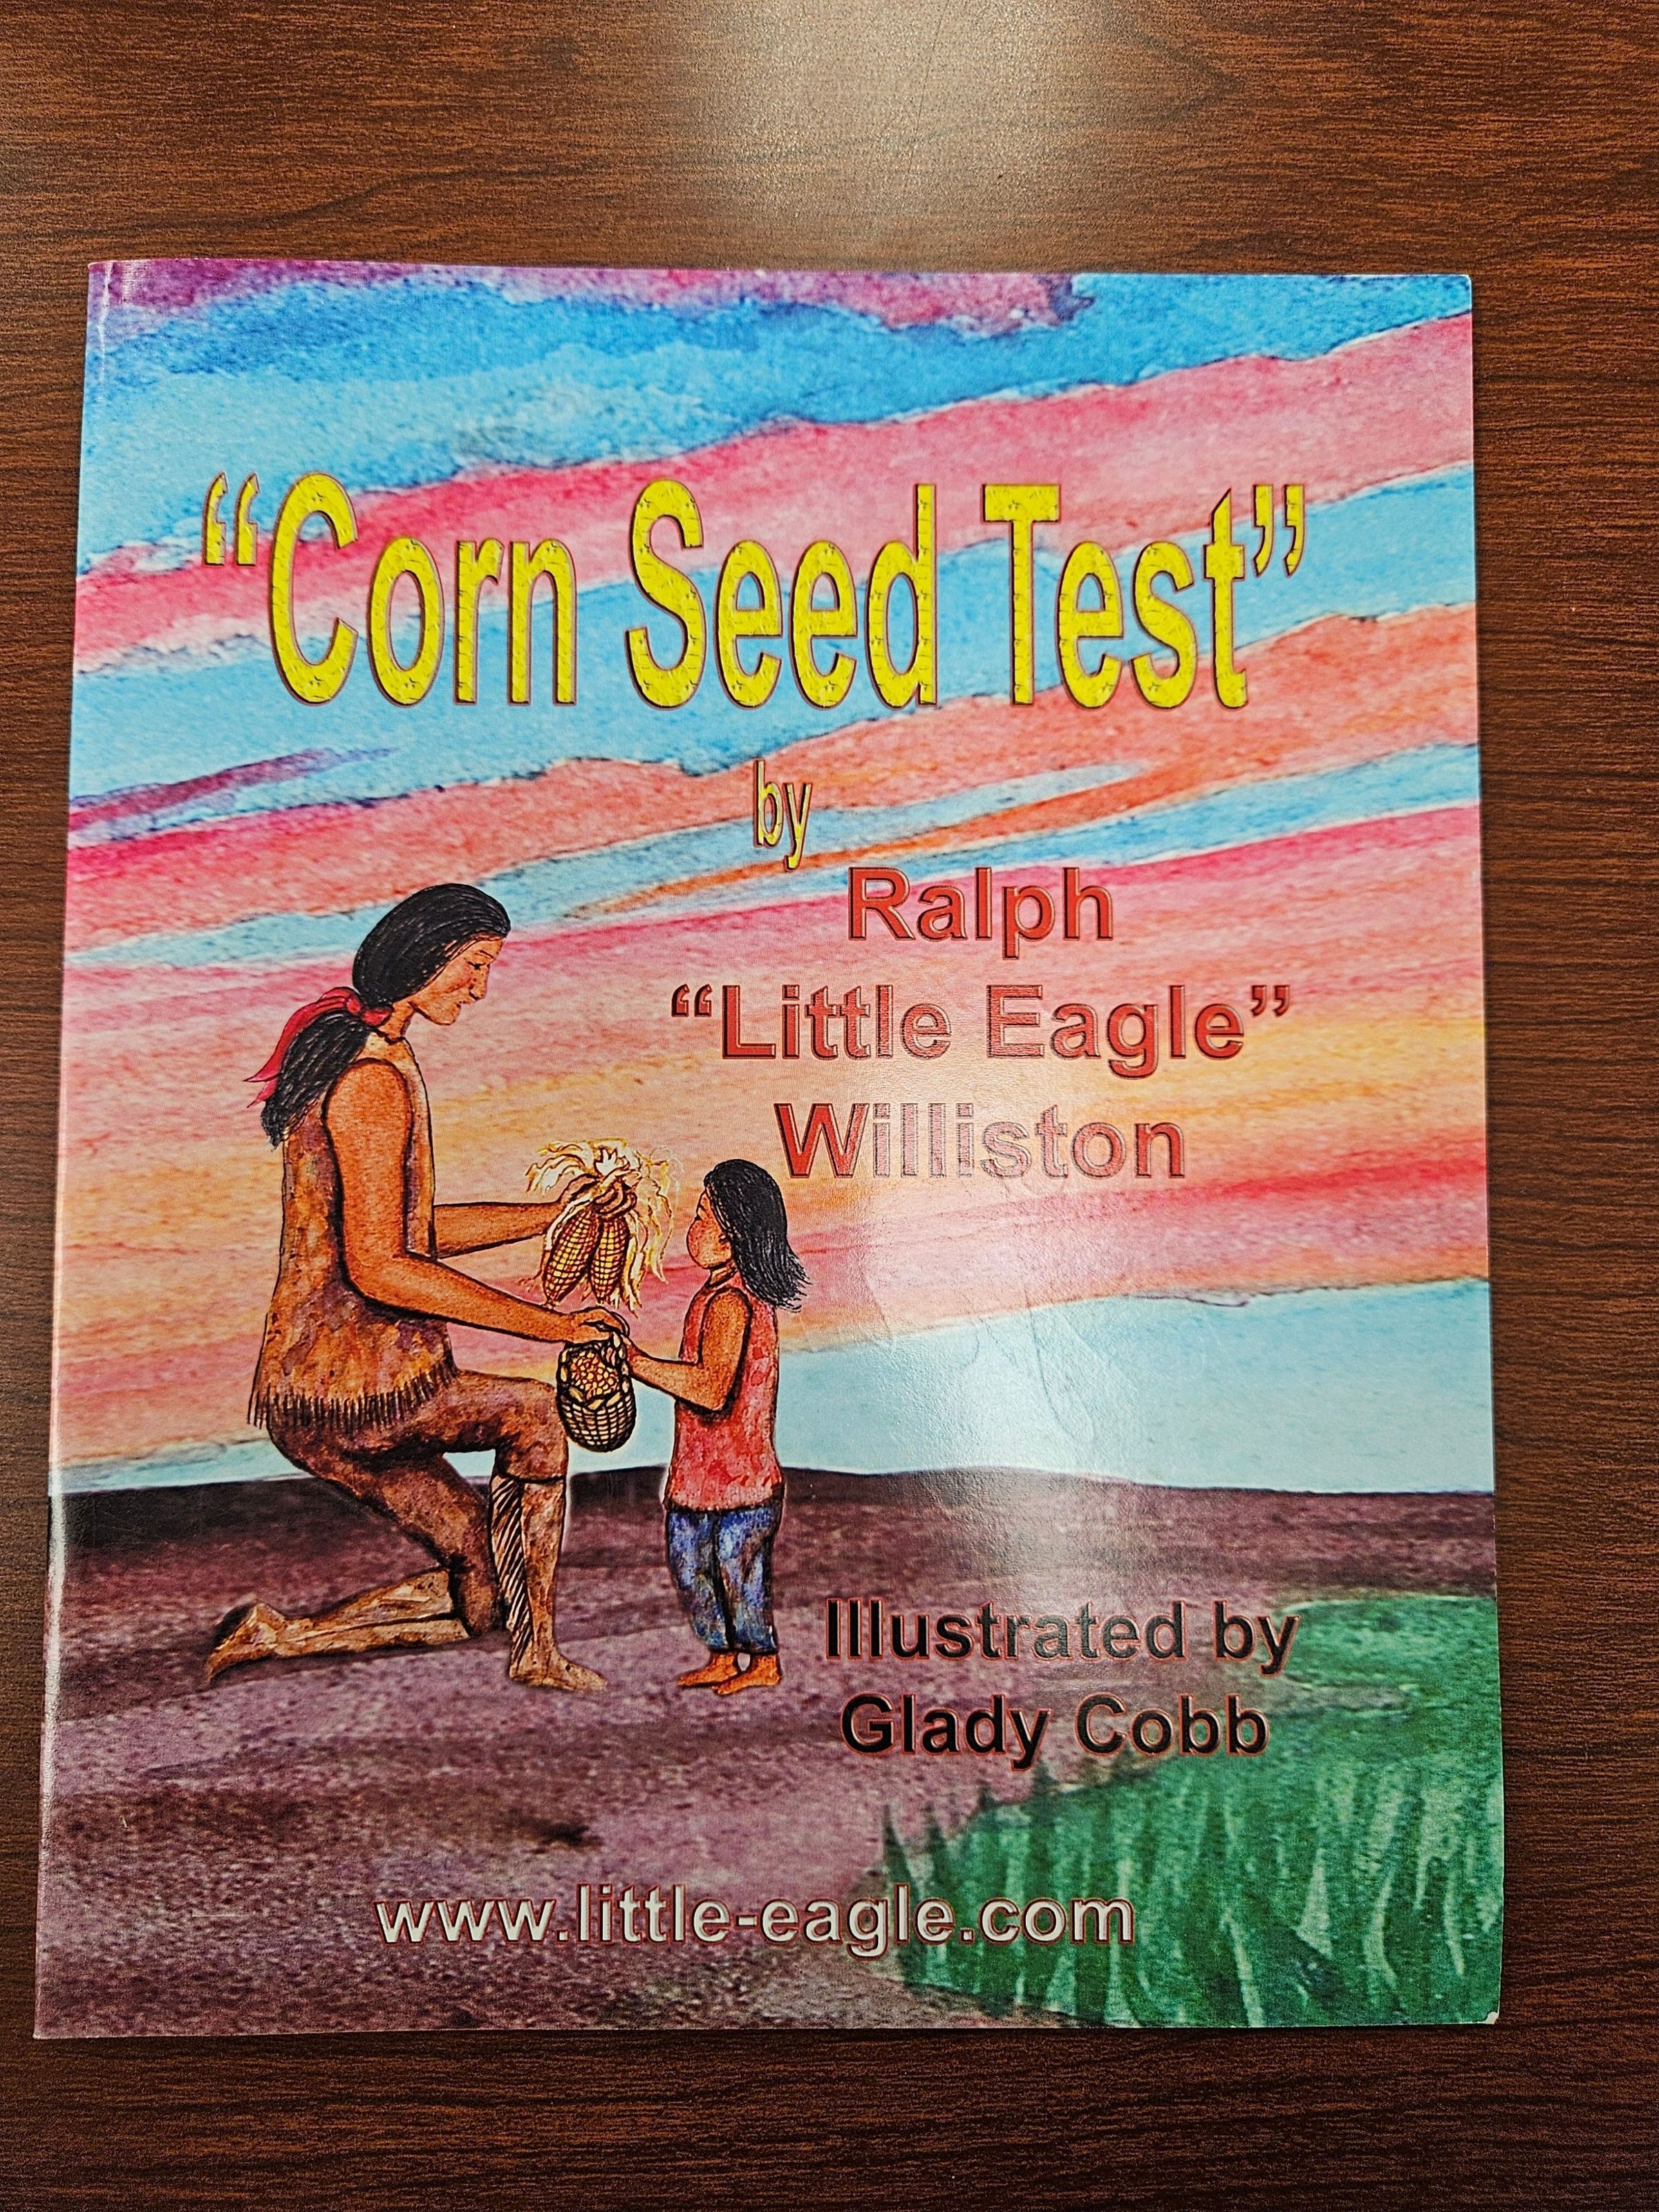 “Corn Seed Test”
by
Ralph
“Little Eagle”
Williston
Illustrated by
Glady Cobb
www.little-eagle.com